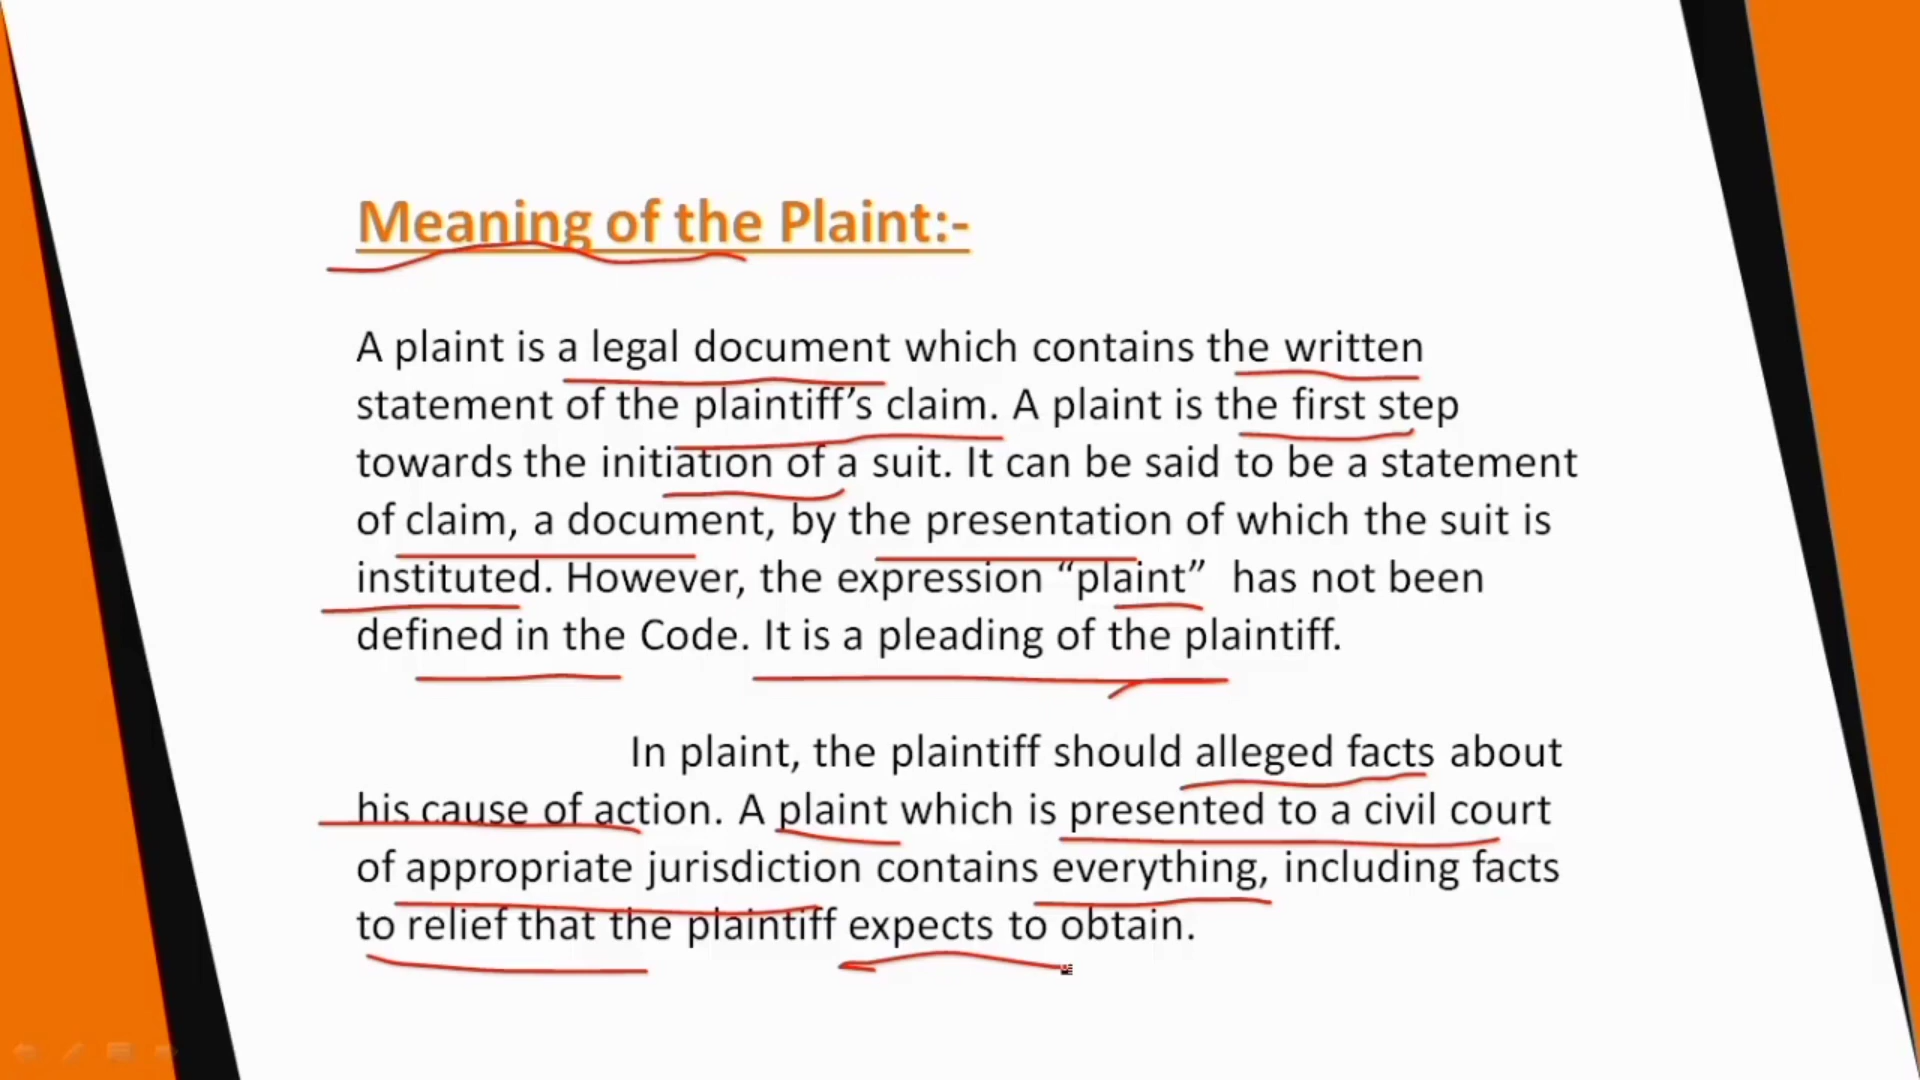 Meaning of the Plaint:-
A plaint is a legal document which contains the written
statement of the plaintiff’s claim. A plaint is the first step
towards the initiation of a suit. It can be said to be a statement
of claim, a document, by the presentation of which the suit is
instituted. However, the expression “plaint” has not been
defined in the Code. It is a pleading of the plaintiff.
In plaint, the plaintiff should alleged facts about
his cause of action. A plaint which is presented to a civil court
of appropriate jurisdiction contains everything, including facts
to relief that the plaintiff expects to obtain.